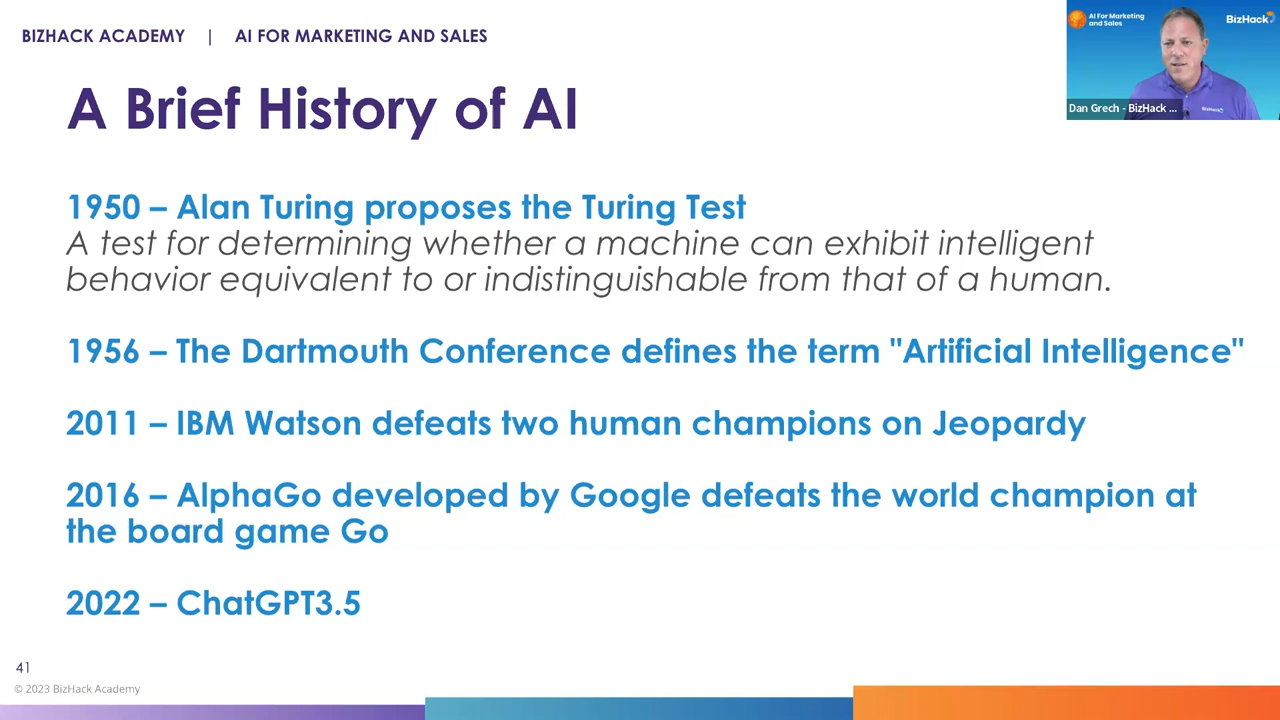 BIZHACK ACADEMY | AI FOR MARKETING AND SALES
AI For Marketing
and Sales
BizHack
Dan Grech - BizHack ...
BizHack
A Brief History of AI
1950 – Alan Turing proposes the Turing Test
A test for determining whether a machine can exhibit intelligent
behavior equivalent to or indistinguishable from that of a human.
1956 – The Dartmouth Conference defines the term "Artificial Intelligence"
2011 – IBM Watson defeats two human champions on Jeopardy
2016 – AlphaGo developed by Google defeats the world champion at
the board game Go
2022 – ChatGPT3.5
41
© 2023 BizHack Academy